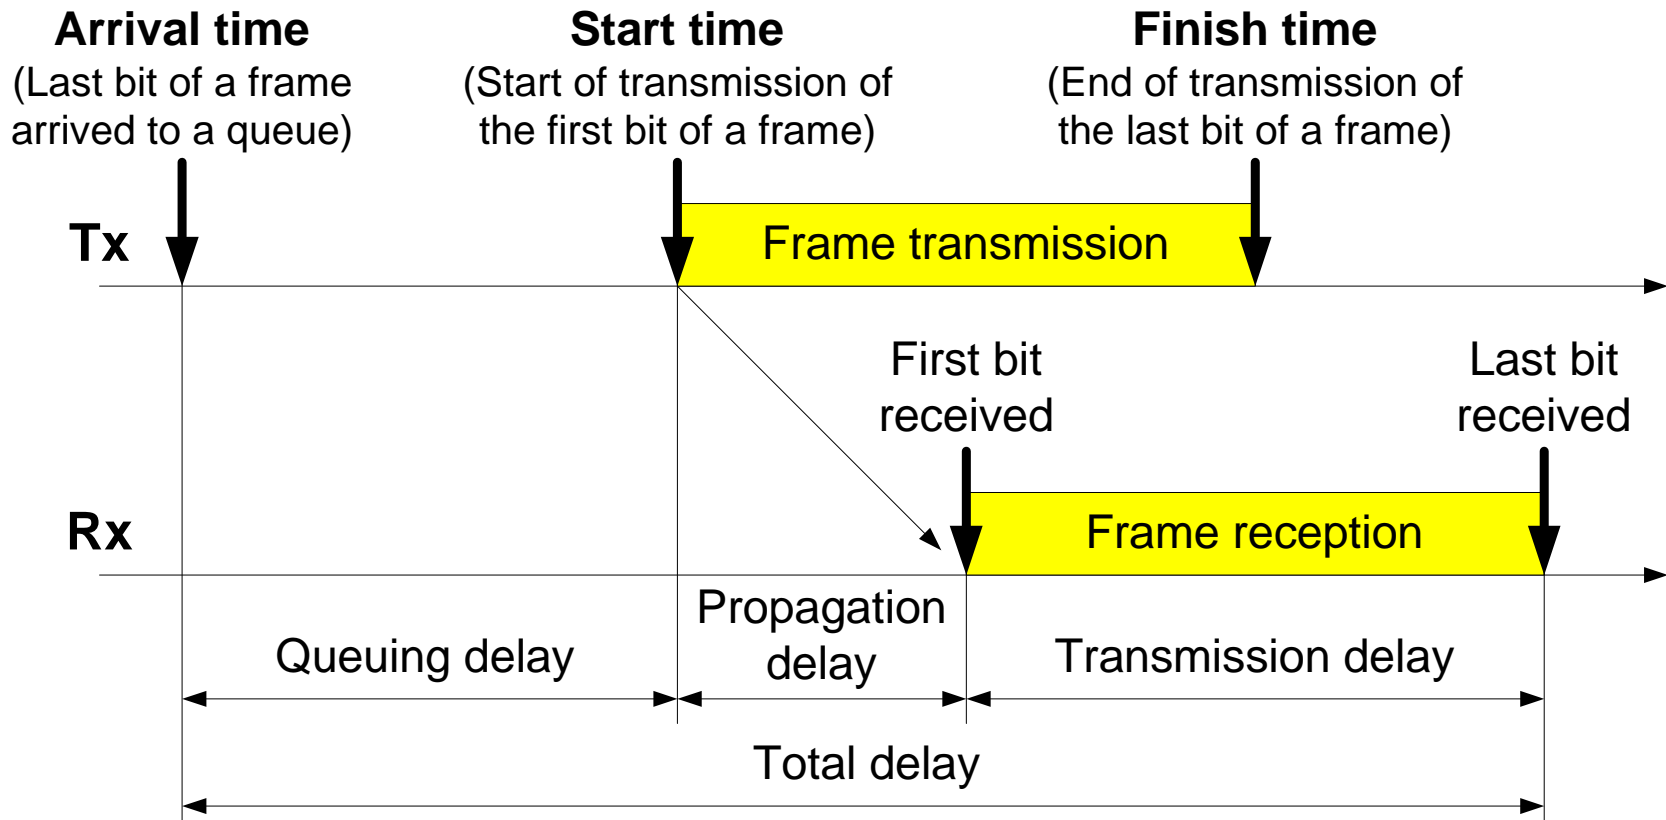 Arrival time
(Last bit of a frame
arrived to a queue)
Start time
(Start of transmission of
the first bit of a frame)
Finish time
(End of transmission of
the last bit of a frame)
Tx
Frame transmission
First bit
received
Last bit
received
Rx
Frame reception
Queuing delay
Propagation
delay
Transmission delay
Total delay